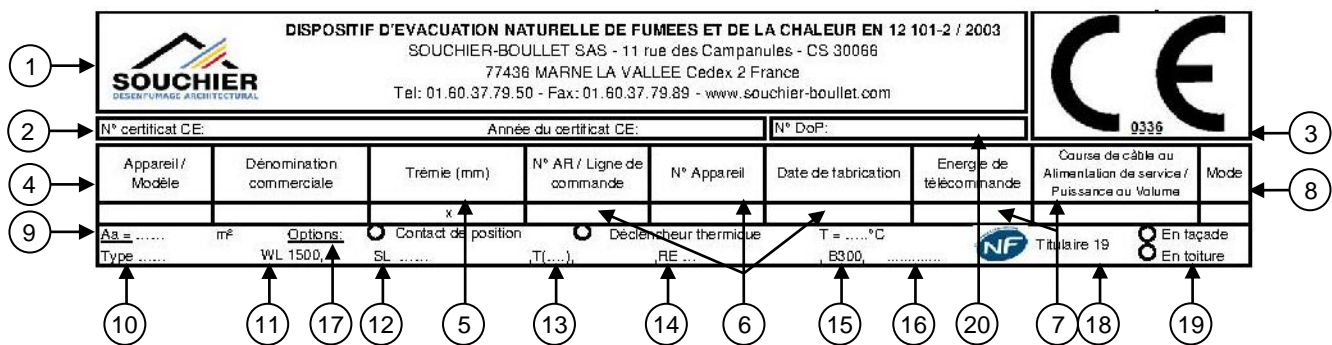 DISPOSITIF D'EVACUATION NATURELLE DE FUMEES ET DE LA CHALEUR EN 12 101-2 / 2003
SOUCHIER-BOULLET SAS - 11 rue des Campanules - CS 30066
77436 MARNE LA VALLEE Cedex 2 France
Tel: 01.60.37.79.50 - Fax: 01.60.37.79.89 - www.souchier-boullet.com
SOUCHIER
DESENFUMAGE ARCHITECTURAL
CE
0336
1
2
3
N° certificat CE: Année du certificat CE: N° DoP:
4
Appareil / Modèle
Dénomination commerciale
Trémie (mm)
N° AR / Ligne de commande
N° Appareil
Date de fabrication
Energie de télécommande
Course de câble ou Alimentation de service / Puissance ou Volume
Mode
8
x
9
Aa = ...... m² Options: Contact de position Déclencheur thermique T = .....°C
NF Titulaire 19
En façade
En toiture
Type ...... WL 1500, SL ...... ,T(....), ,RE ... , B300, .............
10 11 17 12 5 13 14 6 15 16 20 7 18 19